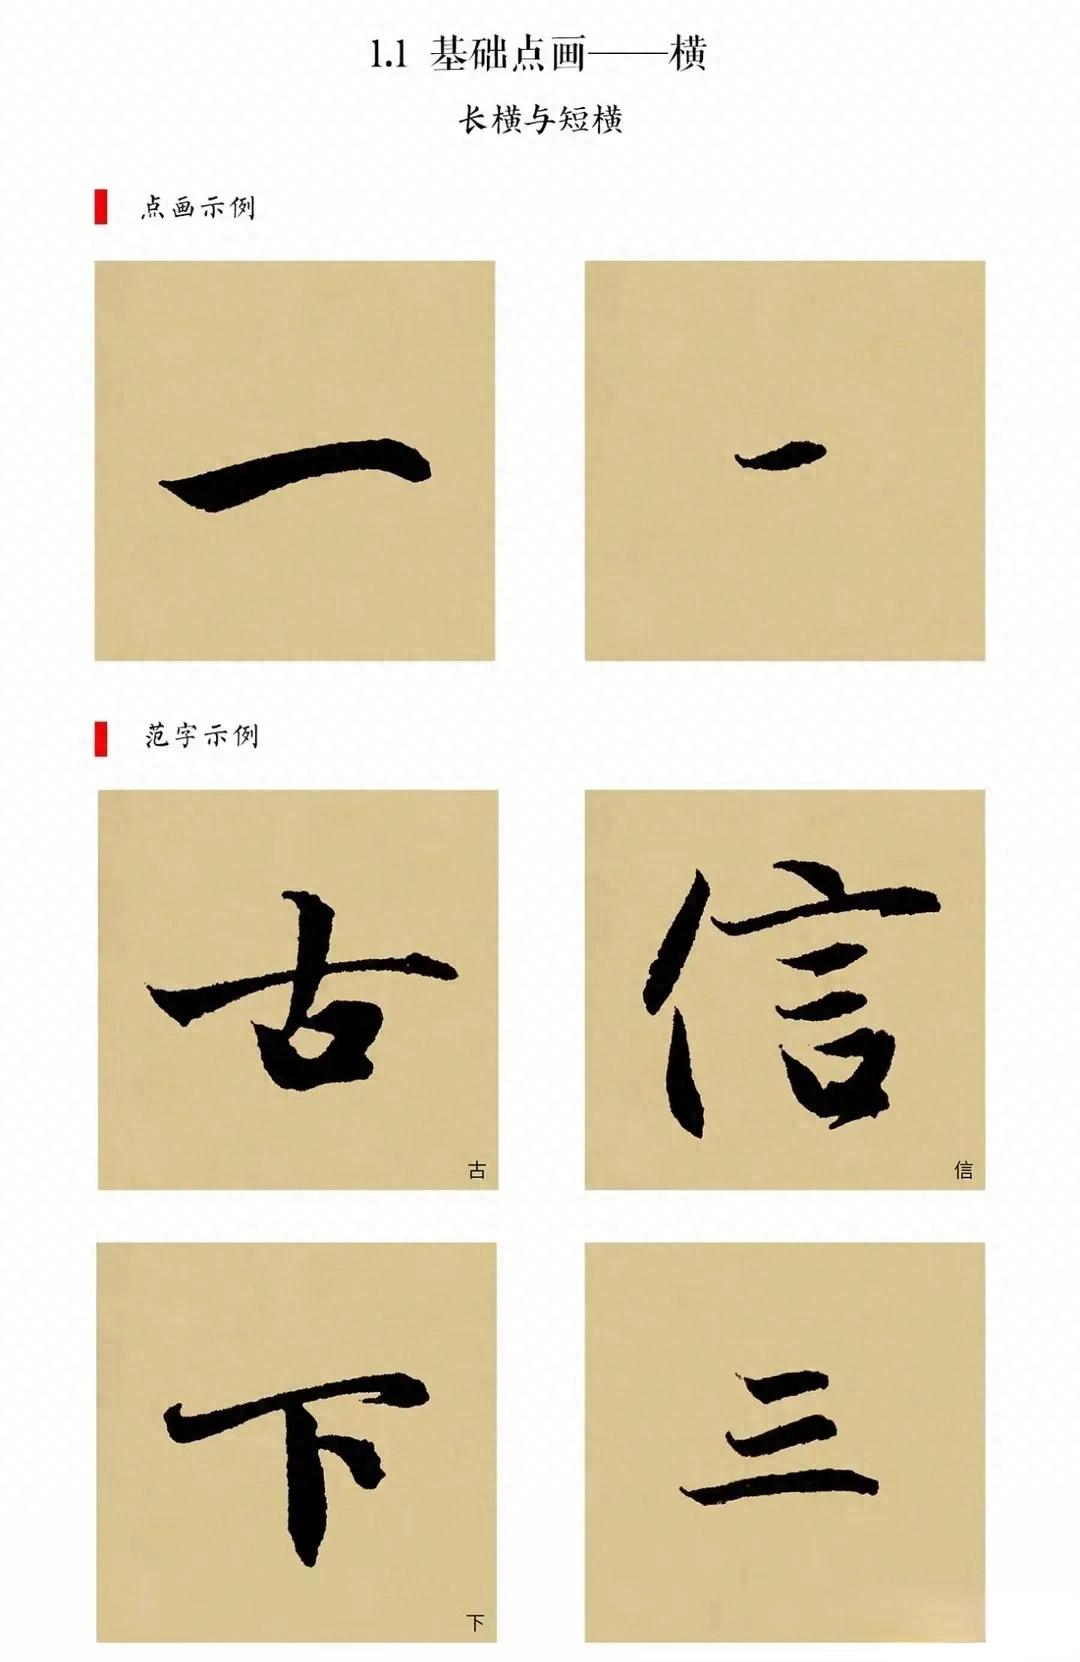 1.1 基础点画——横
长横与短横
点画示例
一 一
范字示例
古 信
古 信
下 三
下